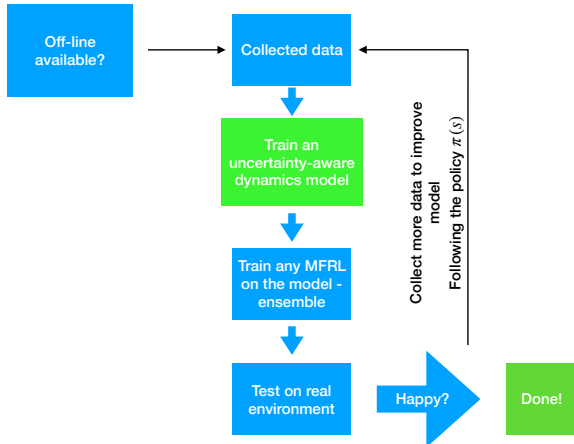 Off-line
available?
Collected data
Train an
uncertainty-aware
dynamics model
Train any MFRL
on the model -
ensemble
Test on real
environment
Happy?
Done!
Collect more data to improve
model
Following the policy π(s)